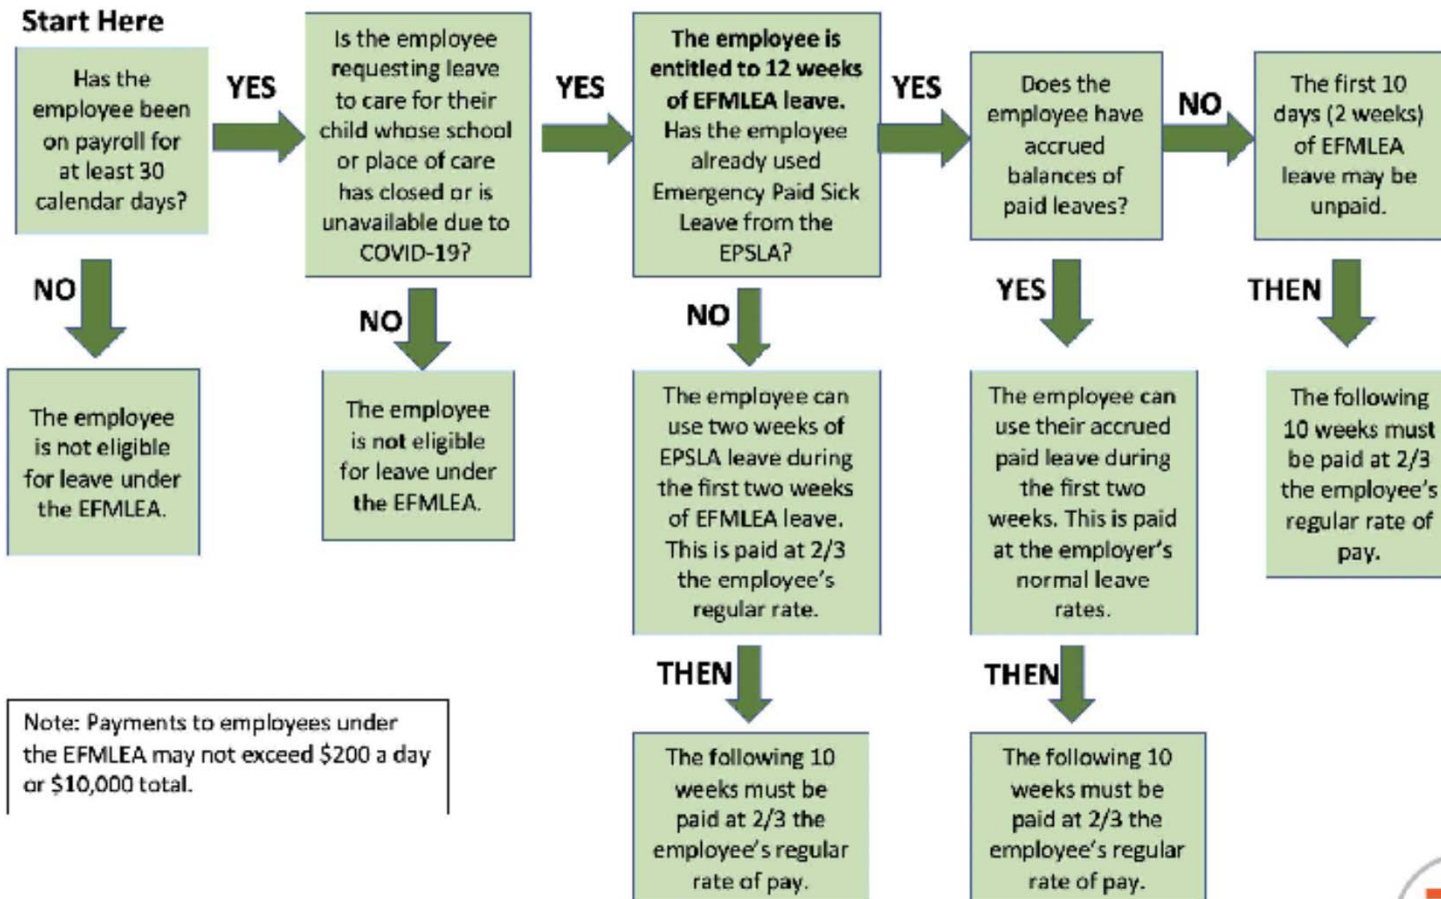 Start Here
Has the
employee been
on payroll for
at least 30
calendar days?
YES
Is the employee
requesting leave
to care for their
child whose school
or place of care
has closed or is
unavailable due to
COVID-19?
YES
The employee is
entitled to 12 weeks
of EFMLEA leave.
Has the employee
already used
Emergency Paid Sick
Leave from the
EPSLA?
YES
Does the
employee have
accrued
balances of
paid leaves?
NO
The first 10
days (2 weeks)
of EFMLEA
leave may be
unpaid.
NO
NO
NO
YES
THEN
The employee
is not eligible
for leave under
the EFMLEA.
The employee
is not eligible
for leave under
the EFMLEA.
The employee can
use two weeks of
EPSLA leave during
the first two weeks
of EFMLEA leave.
This is paid at 2/3
the employee's
regular rate.
The employee can
use their accrued
paid leave during
the first two
weeks. This is paid
at the employer's
normal leave
rates.
The following
10 weeks must
be paid at 2/3
the employee's
regular rate of
pay.
THEN
THEN
Note: Payments to employees under
the EFMLEA may not exceed $200 a day
or $10,000 total.
The following 10
weeks must be
paid at 2/3 the
employee's regular
rate of pay.
The following 10
weeks must be
paid at 2/3 the
employee's regular
rate of pay.